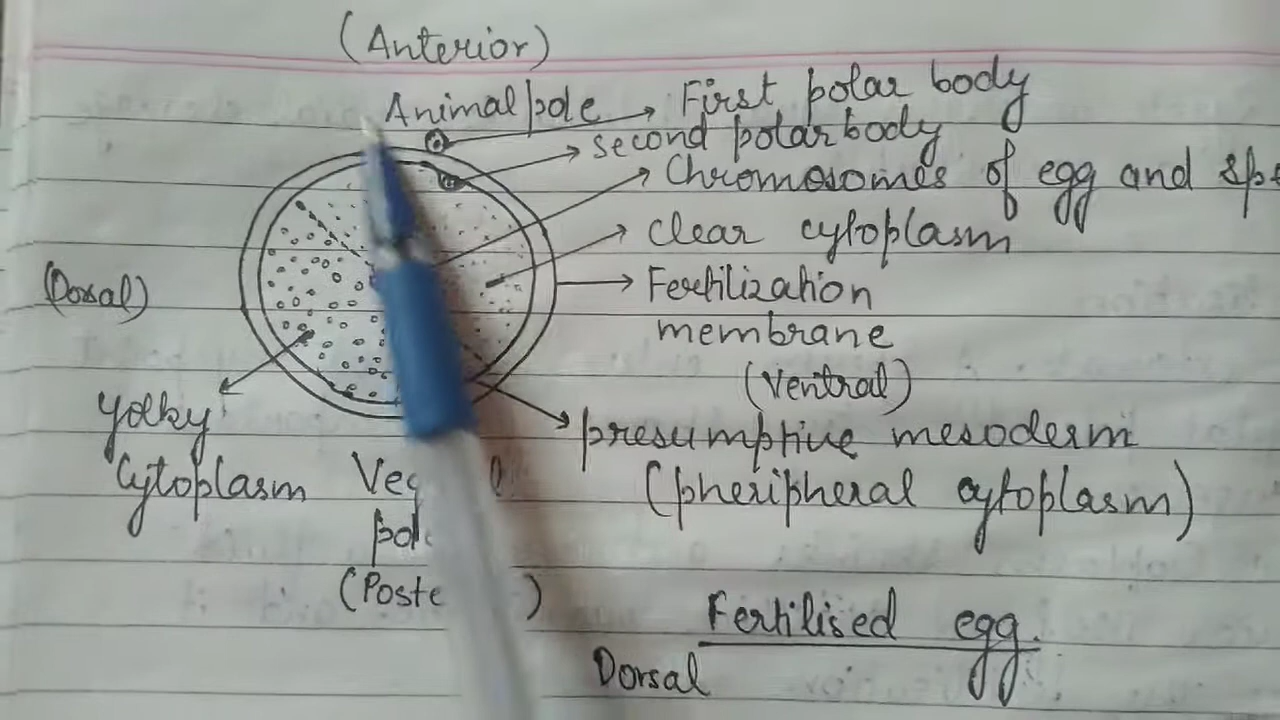 (Anterior)
Animal pole
First polar body
second polar body
Chromosomes of egg and
clear cytoplasm
(Dorsal)
Fertilization
membrane
(Ventral)
yolky
Cytoplasm
presumptive mesoderm
(pheripheral cytoplasm)
Fertilised egg.
Dorsal